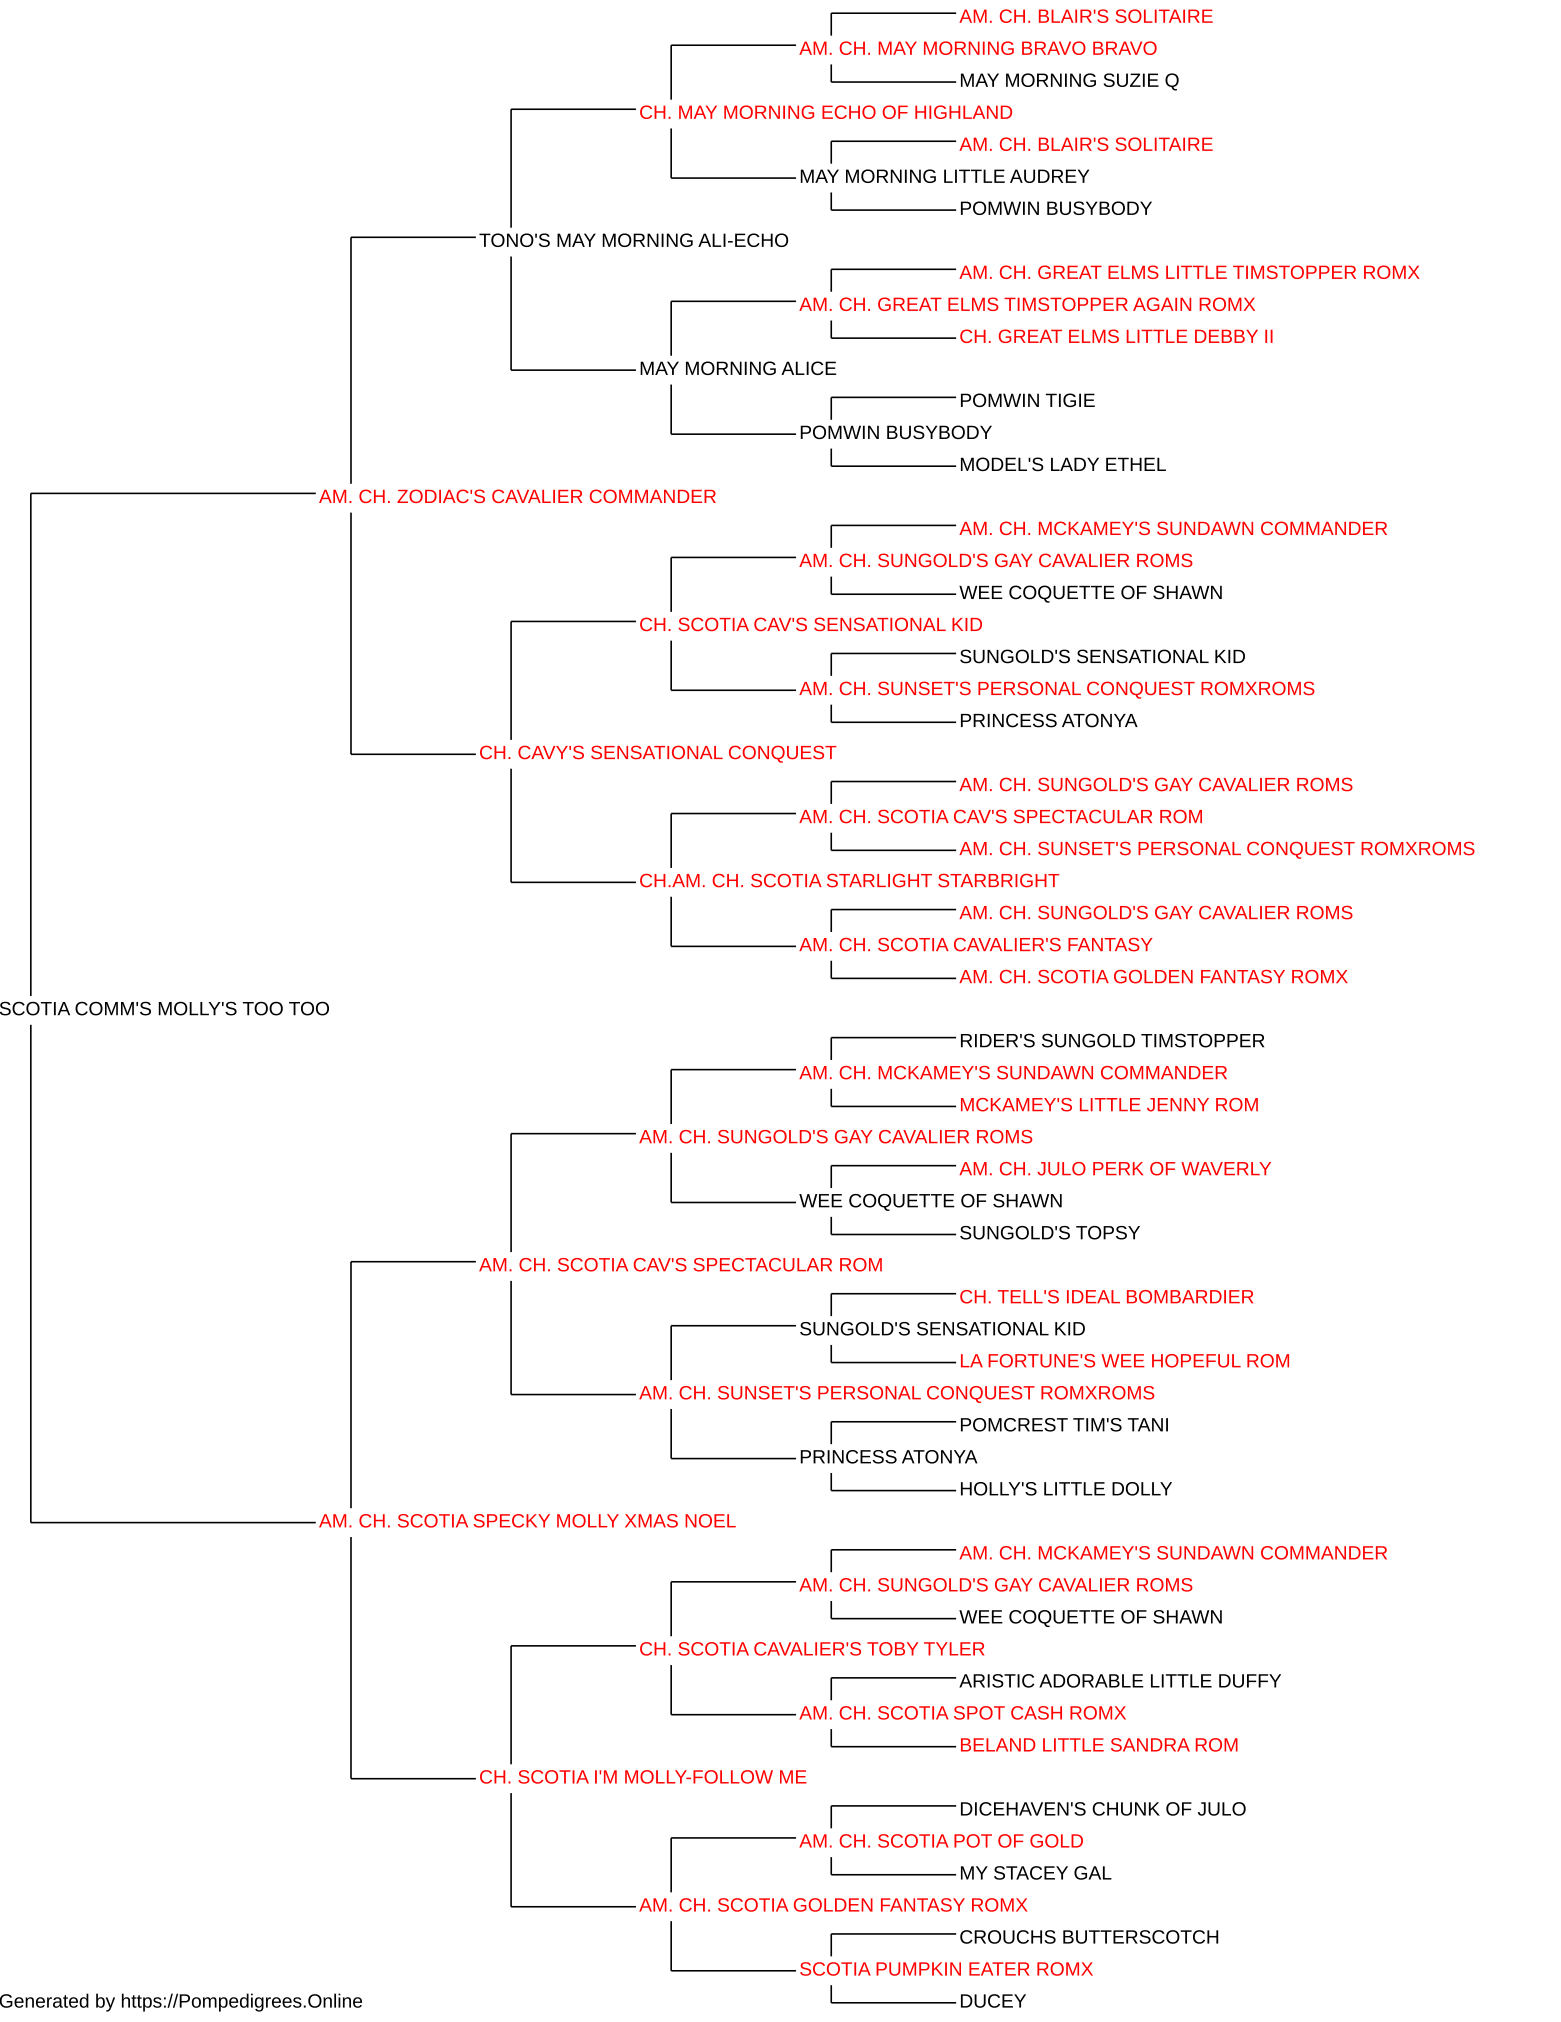 AM. CH. BLAIR'S SOLITAIRE
AM. CH. MAY MORNING BRAVO BRAVO
MAY MORNING SUZIE Q
CH. MAY MORNING ECHO OF HIGHLAND
AM. CH. BLAIR'S SOLITAIRE
MAY MORNING LITTLE AUDREY
POMWIN BUSYBODY
TONO'S MAY MORNING ALI-ECHO
AM. CH. GREAT ELMS LITTLE TIMSTOPPER ROMX
AM. CH. GREAT ELMS TIMSTOPPER AGAIN ROMX
CH. GREAT ELMS LITTLE DEBBY II
MAY MORNING ALICE
POMWIN TIGIE
POMWIN BUSYBODY
MODEL'S LADY ETHEL
AM. CH. ZODIAC'S CAVALIER COMMANDER
AM. CH. MCKAMEY'S SUNDAWN COMMANDER
AM. CH. SUNGOLD'S GAY CAVALIER ROMS
WEE COQUETTE OF SHAWN
CH. SCOTIA CAV'S SENSATIONAL KID
SUNGOLD'S SENSATIONAL KID
AM. CH. SUNSET'S PERSONAL CONQUEST ROMXROMS
PRINCESS ATONYA
CH. CAVY'S SENSATIONAL CONQUEST
AM. CH. SUNGOLD'S GAY CAVALIER ROMS
AM. CH. SCOTIA CAV'S SPECTACULAR ROM
AM. CH. SUNSET'S PERSONAL CONQUEST ROMXROMS
CH.AM. CH. SCOTIA STARLIGHT STARBRIGHT
AM. CH. SUNGOLD'S GAY CAVALIER ROMS
AM. CH. SCOTIA CAVALIER'S FANTASY
AM. CH. SCOTIA GOLDEN FANTASY ROMX
SCOTIA COMM'S MOLLY'S TOO TOO
RIDER'S SUNGOLD TIMSTOPPER
AM. CH. MCKAMEY'S SUNDAWN COMMANDER
MCKAMEY'S LITTLE JENNY ROM
AM. CH. SUNGOLD'S GAY CAVALIER ROMS
AM. CH. JULO PERK OF WAVERLY
WEE COQUETTE OF SHAWN
SUNGOLD'S TOPSY
AM. CH. SCOTIA CAV'S SPECTACULAR ROM
CH. TELL'S IDEAL BOMBARDIER
SUNGOLD'S SENSATIONAL KID
LA FORTUNE'S WEE HOPEFUL ROM
AM. CH. SUNSET'S PERSONAL CONQUEST ROMXROMS
POMCREST TIM'S TANI
PRINCESS ATONYA
HOLLY'S LITTLE DOLLY
AM. CH. SCOTIA SPECKY MOLLY XMAS NOEL
AM. CH. MCKAMEY'S SUNDAWN COMMANDER
AM. CH. SUNGOLD'S GAY CAVALIER ROMS
WEE COQUETTE OF SHAWN
CH. SCOTIA CAVALIER'S TOBY TYLER
ARISTIC ADORABLE LITTLE DUFFY
AM. CH. SCOTIA SPOT CASH ROMX
BELAND LITTLE SANDRA ROM
CH. SCOTIA I'M MOLLY-FOLLOW ME
DICEHAVEN'S CHUNK OF JULO
AM. CH. SCOTIA POT OF GOLD
MY STACEY GAL
AM. CH. SCOTIA GOLDEN FANTASY ROMX
CROUCHS BUTTERSCOTCH
SCOTIA PUMPKIN EATER ROMX
DUCEY
Generated by https://Pompedigrees.Online